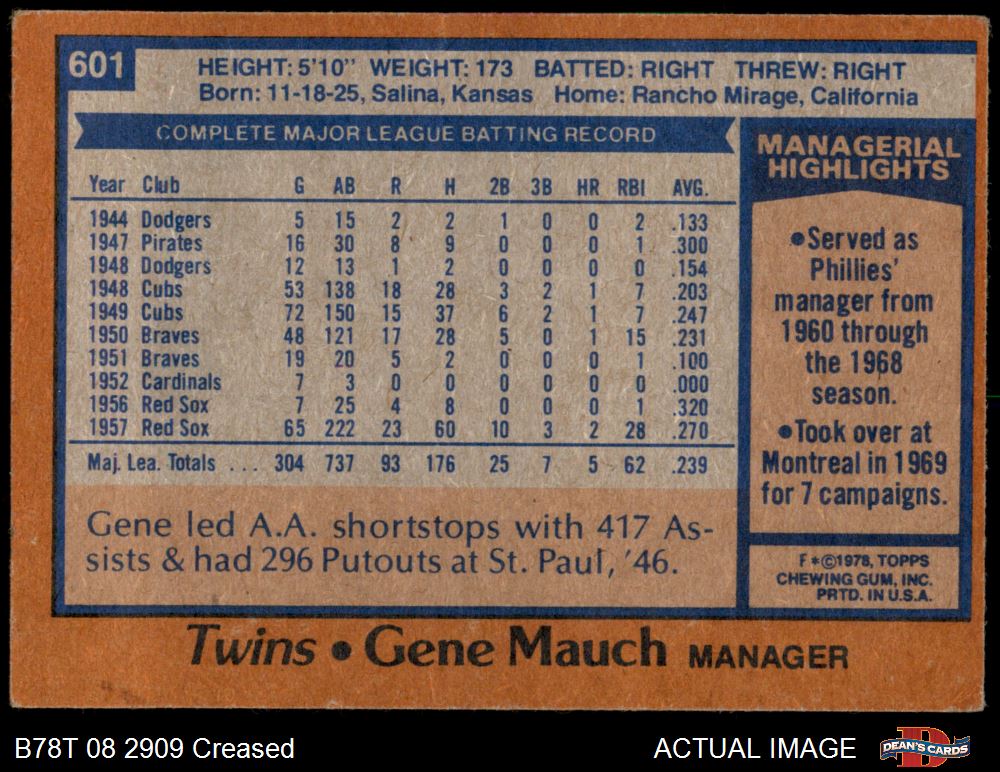 601
HEIGHT: 5'10" WEIGHT: 173 BATTED: RIGHT THREW: RIGHT
Born: 11-18-25, Salina, Kansas Home: Rancho Mirage, California
COMPLETE MAJOR LEAGUE BATTING RECORD
Year Club G AB R H 2B 3B HR RBI AVG.
1944 Dodgers 5 15 2 2 1 0 0 2 .133
1947 Pirates 16 30 8 9 0 0 0 1 .300
1948 Dodgers 12 13 1 2 0 0 0 0 .154
1948 Cubs 53 138 18 28 3 2 1 7 .203
1949 Cubs 72 150 15 37 6 2 1 7 .247
1950 Braves 48 121 17 28 5 0 1 15 .231
1951 Braves 19 20 5 2 0 0 0 1 .100
1952 Cardinals 7 3 0 0 0 0 0 0 .000
1956 Red Sox 7 25 4 8 0 0 0 1 .320
1957 Red Sox 65 222 23 60 10 3 2 28 .270
Maj. Lea. Totals ... 304 737 93 176 25 7 5 62 .239
Gene led A.A. shortstops with 417 As-
sists & had 296 Putouts at St. Paul, '46.
MANAGERIAL
HIGHLIGHTS
•Served as
Phillies'
manager from
1960 through
the 1968
season.
•Took over at
Montreal in 1969
for 7 campaigns.
F*©1978, TOPPS
CHEWING GUM, INC.
PRTD. IN U.S.A.
Twins • Gene Mauch MANAGER
B78T 08 2909 Creased
ACTUAL IMAGE
D
DEAN'S CARDS